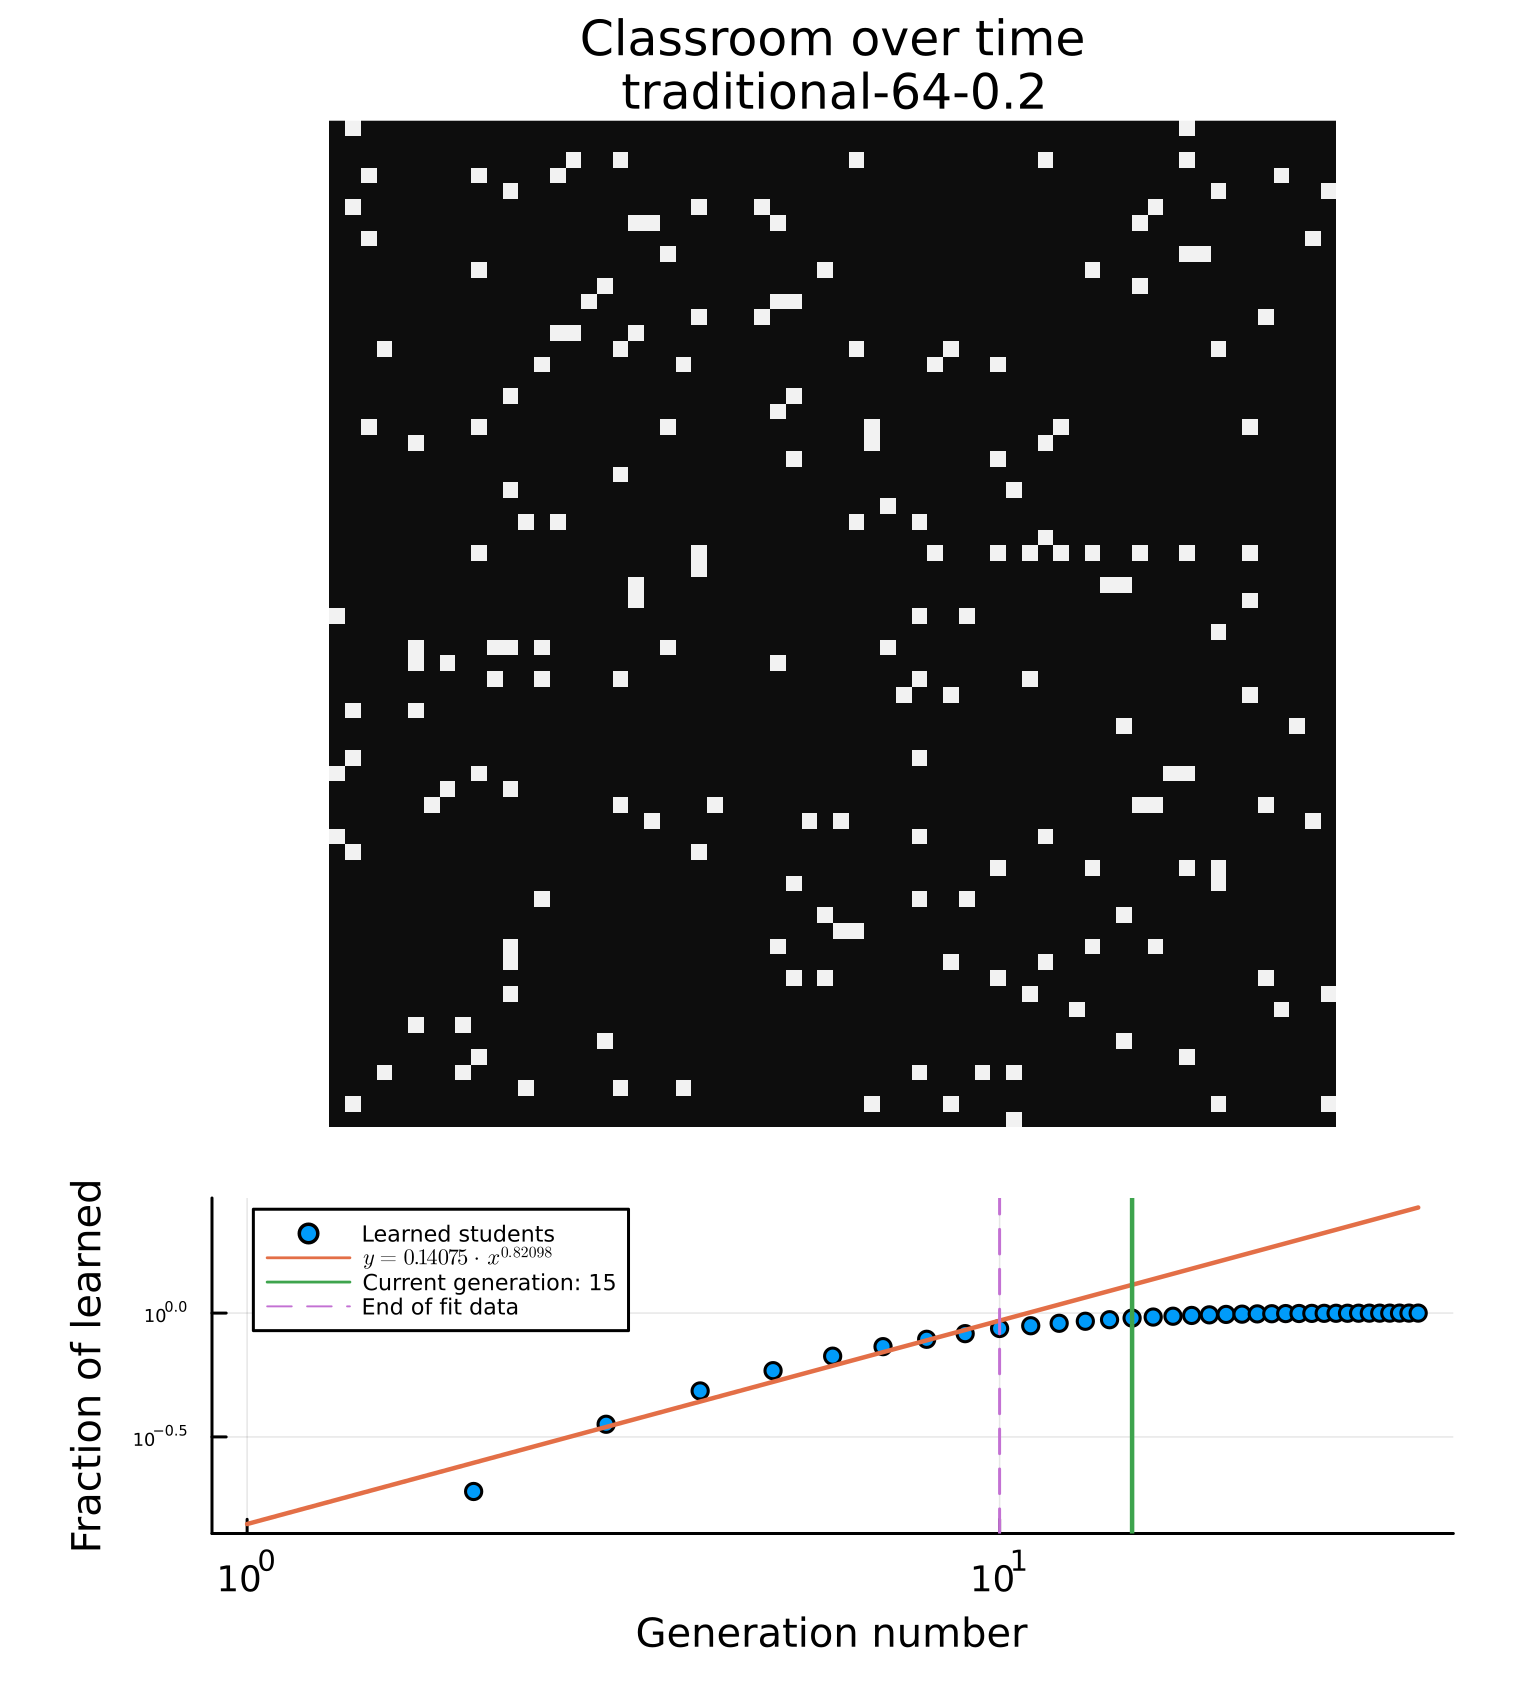 Classroom over time
traditional-64-0.2
Fraction of learned
Learned students
y = 0.14075 · x^0.82098
Current generation: 15
End of fit data
10^0.0
10^−0.5
10^0
10^1
Generation number